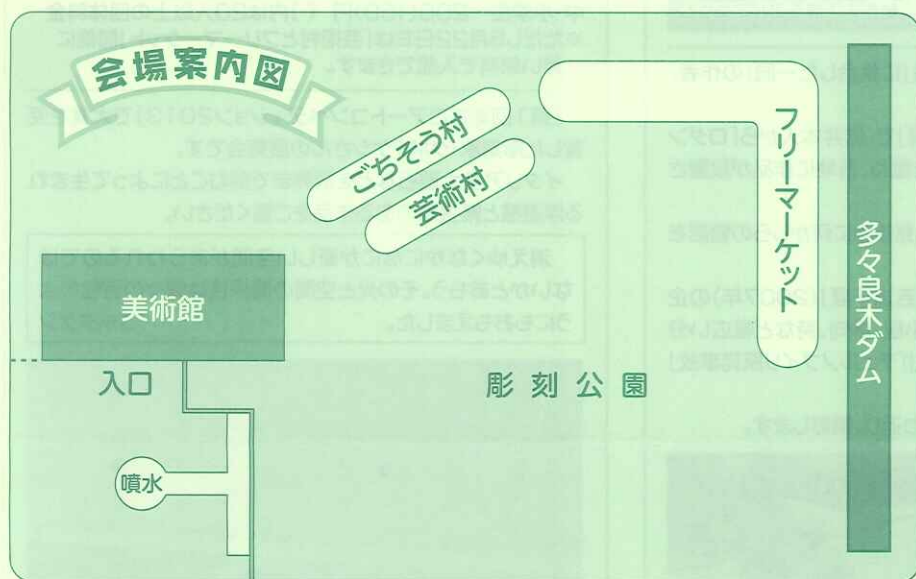 会場案内図
ごちそう村
芸術村
フリーマーケット
多々良木ダム
美術館
入口
彫刻公園
噴水